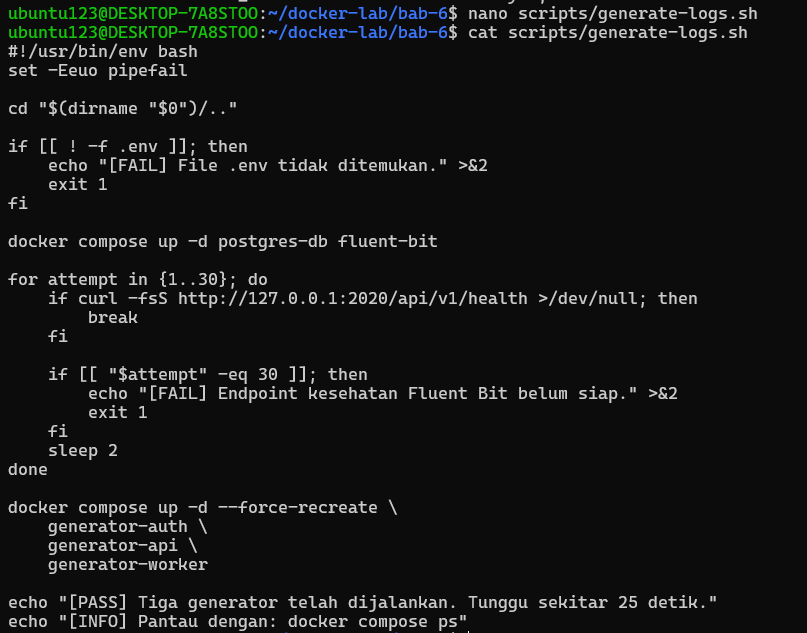 ubuntu123@DESKTOP-7A8STOO:~/docker-lab/bab-6$ nano scripts/generate-logs.sh
ubuntu123@DESKTOP-7A8STOO:~/docker-lab/bab-6$ cat scripts/generate-logs.sh
#!/usr/bin/env bash
set -Eeuo pipefail

cd "$(dirname "$0")/.."

if [[ ! -f .env ]]; then
    echo "[FAIL] File .env tidak ditemukan." >&2
    exit 1
fi

docker compose up -d postgres-db fluent-bit

for attempt in {1..30}; do
    if curl -fsS http://127.0.0.1:2020/api/v1/health >/dev/null; then
        break
    fi

    if [[ "$attempt" -eq 30 ]]; then
        echo "[FAIL] Endpoint kesehatan Fluent Bit belum siap." >&2
        exit 1
    fi
    sleep 2
done

docker compose up -d --force-recreate \
    generator-auth \
    generator-api \
    generator-worker

echo "[PASS] Tiga generator telah dijalankan. Tunggu sekitar 25 detik."
echo "[INFO] Pantau dengan: docker compose ps"